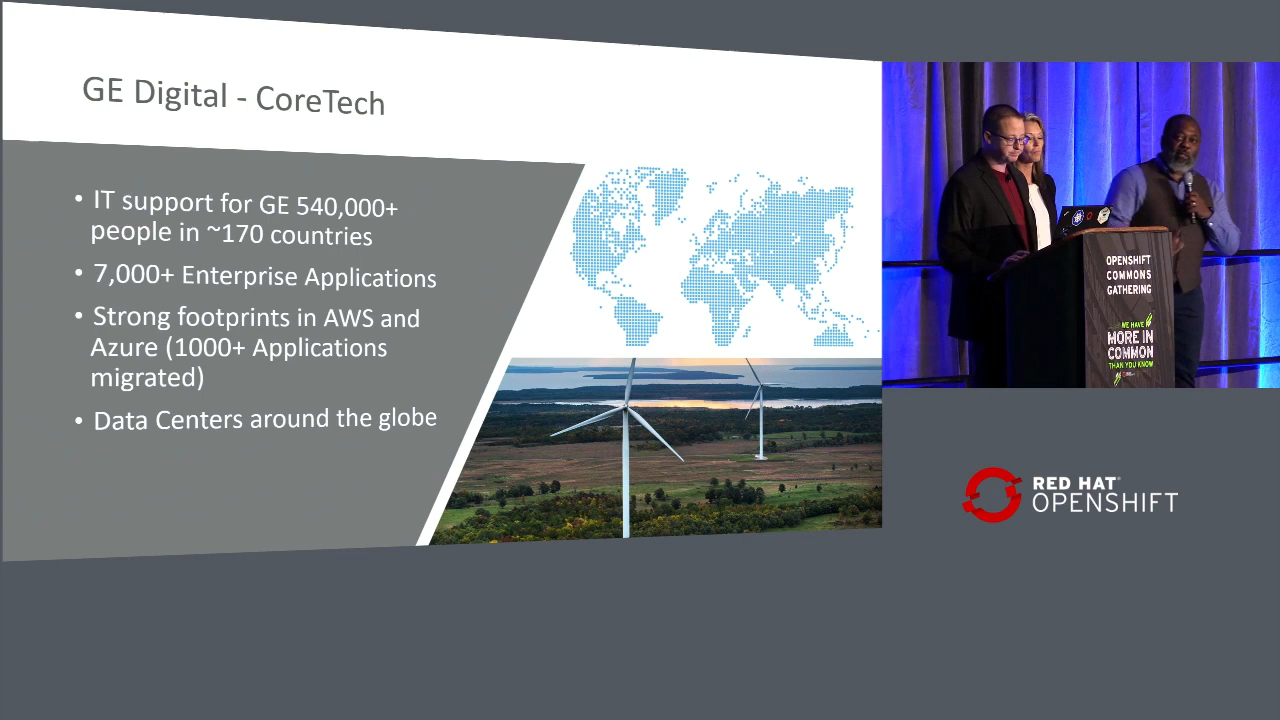 GE Digital - CoreTech
• IT support for GE 540,000+
people in ~170 countries
• 7,000+ Enterprise Applications
• Strong footprints in AWS and
Azure (1000+ Applications
migrated)
• Data Centers around the globe
OPENSHIFT
COMMONS
GATHERING
WE HAVE
MORE IN
COMMON
THAN YOU KNOW
RED HAT
OPENSHIFT